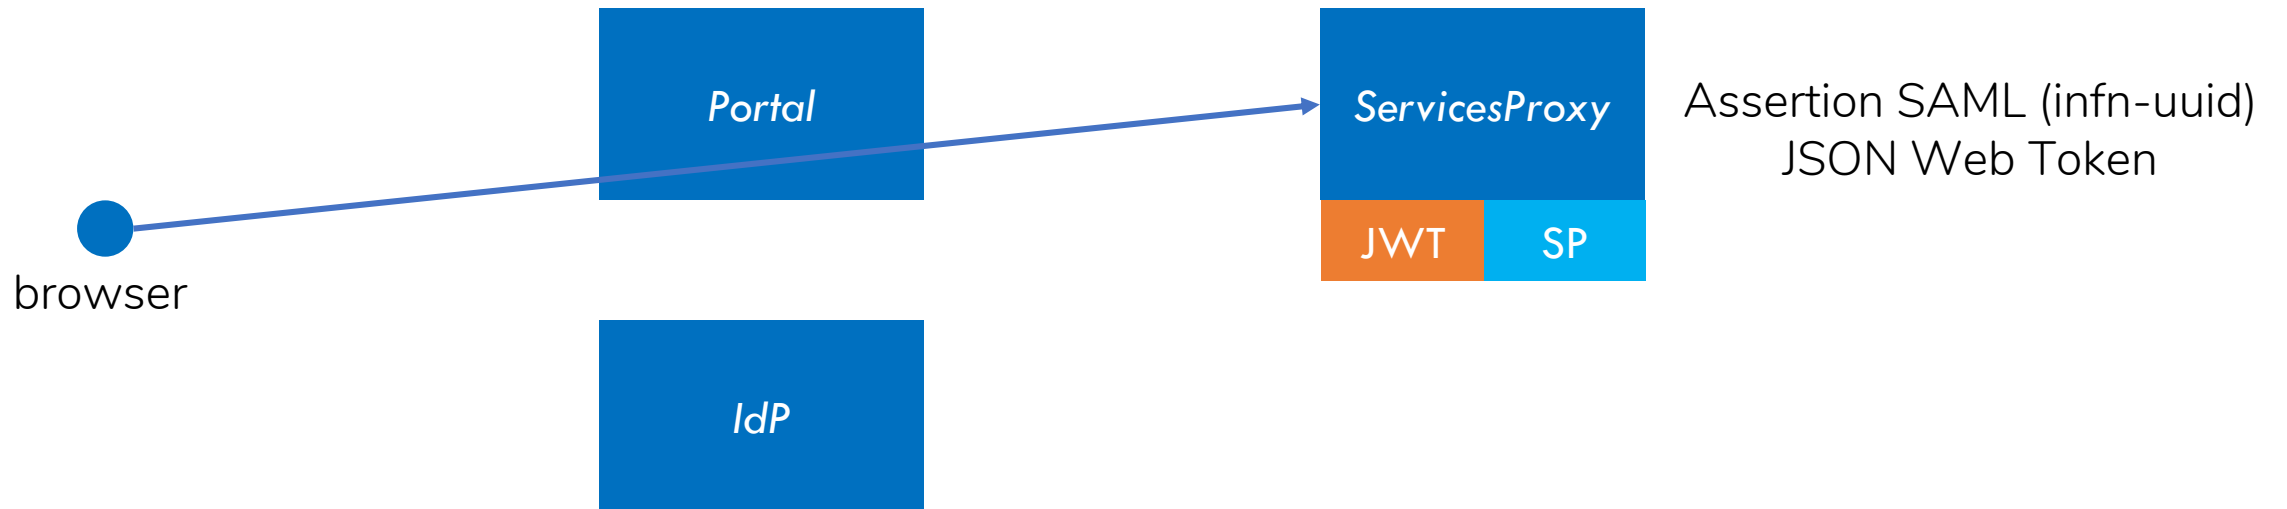 Portal
ServicesProxy
Assertion SAML (infn-uuid)
JSON Web Token
JWT
SP
browser
IdP